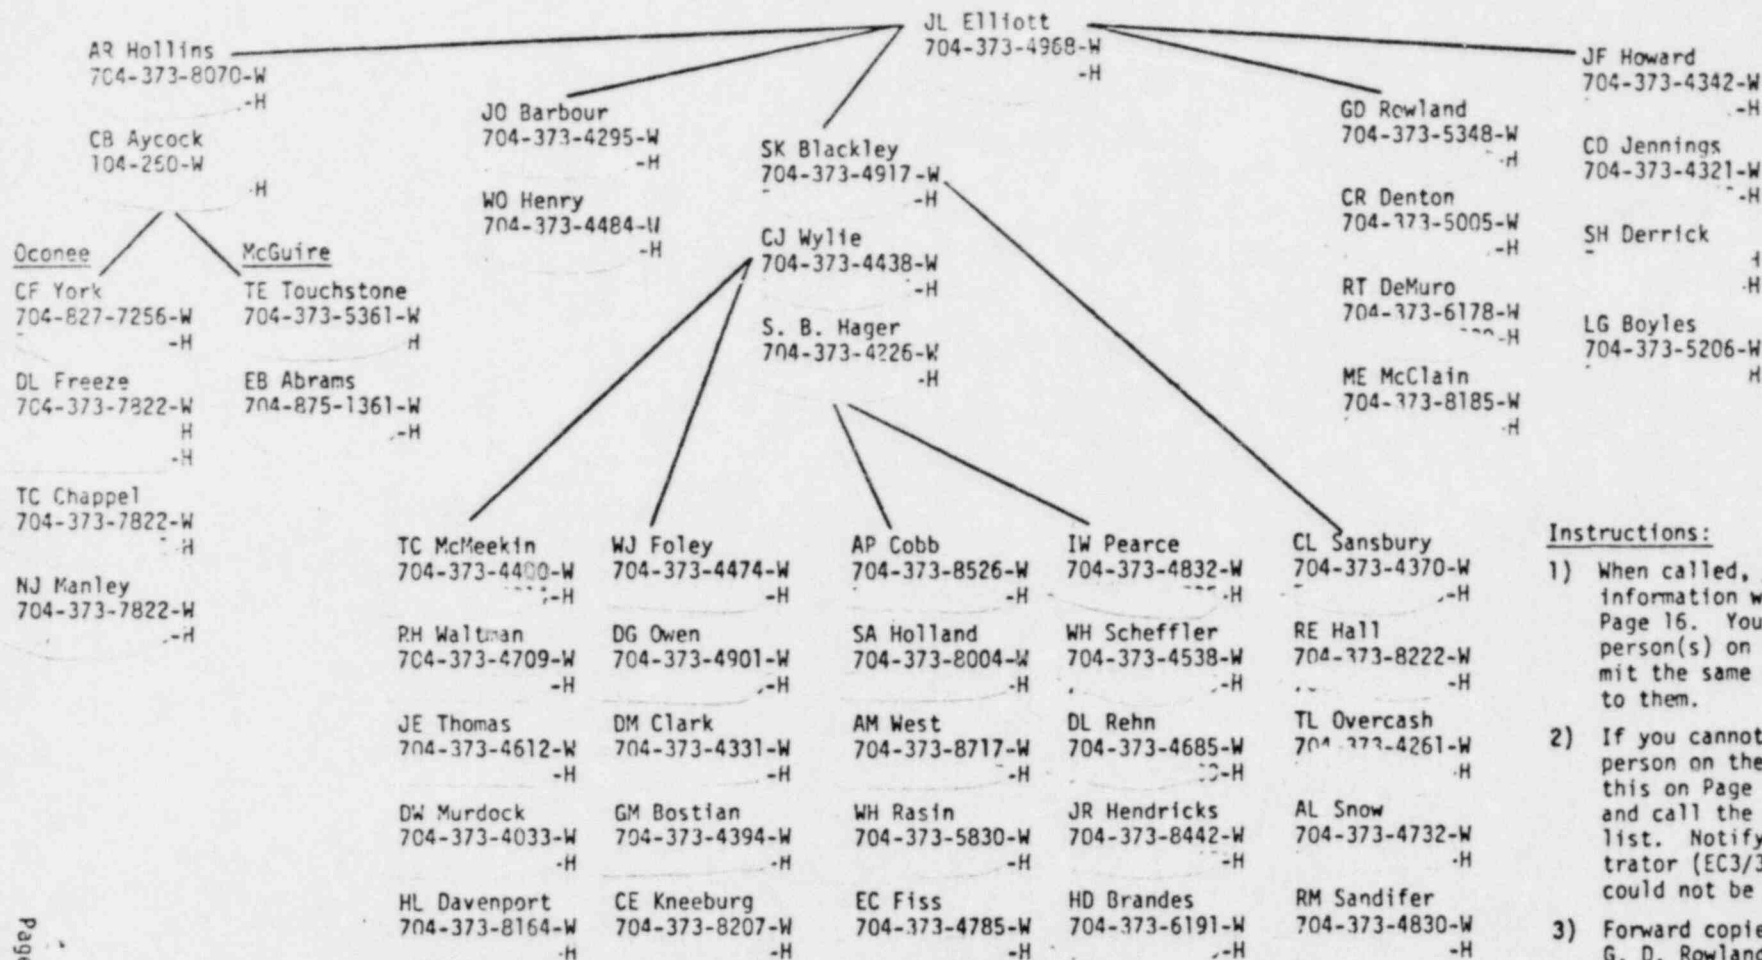 JL Elliott
704-373-4968-W
-H
AR Hollins
704-373-8070-W
-H
CB Aycock
104-250-W
-H
Oconee
CF York
704-827-7256-W
-H
DL Freeze
704-373-7822-W
H
-H
TC Chappel
704-373-7822-W
-H
NJ Manley
704-373-7822-W
-H
McGuire
TE Touchstone
704-373-5361-W
H
EB Abrams
704-875-1361-W
-H
JO Barbour
704-373-4295-W
-H
WO Henry
704-373-4484-W
-H
SK Blackley
704-373-4917-W
-H
CJ Wylie
704-373-4438-W
-H
S. B. Hager
704-373-4226-W
-H
GD Rowland
704-373-5348-W
-H
CR Denton
704-373-5005-W
-H
RT DeMuro
704-373-6178-W
-H
ME McClain
704-373-8185-W
-H
JF Howard
704-373-4342-W
-H
CD Jennings
704-373-4321-W
-H
SH Derrick
-H
LG Boyles
704-373-5206-W
H
TC McMeekin
-H
RH Waltman
704-373-4709-W
-H
JE Thomas
704-373-4612-W
-H
DW Murdock
704-373-4033-W
-H
HL Davenport
704-373-8164-W
-H
WJ Foley
704-373-4474-W
-H
DG Owen
704-373-4901-W
-H
DM Clark
704-373-4331-W
-H
GM Bostian
704-373-4394-W
-H
CE Kneeburg
704-373-8207-W
-H
AP Cobb
704-373-8526-W
-H
SA Holland
704-373-8004-W
-H
AM West
704-373-8717-W
-H
WH Rasin
704-373-5830-W
-H
EC Fiss
704-373-4785-W
-H
IW Pearce
704-373-4832-W
-H
WH Scheffler
704-373-4538-W
-H
DL Rehn
704-373-4685-W
-H
JR Hendricks
704-373-8442-W
-H
HD Brandes
704-373-6191-W
-H
CL Sansbury
704-373-4370-W
-H
RE Hall
704-373-8222-W
-H
TL Overcash
704-373-4261-W
-H
AL Snow
704-373-4732-W
-H
RM Sandifer
704-373-4830-W
-H
Instructions:
1) When called,
information w
Page 16. You
person(s) on
mit the same
to them.
2) If you cannot
person on the
this on Page
and call the
list. Notify
trator (EC3/3
could not be
3) Forward copie
G. D. Rowland
Page